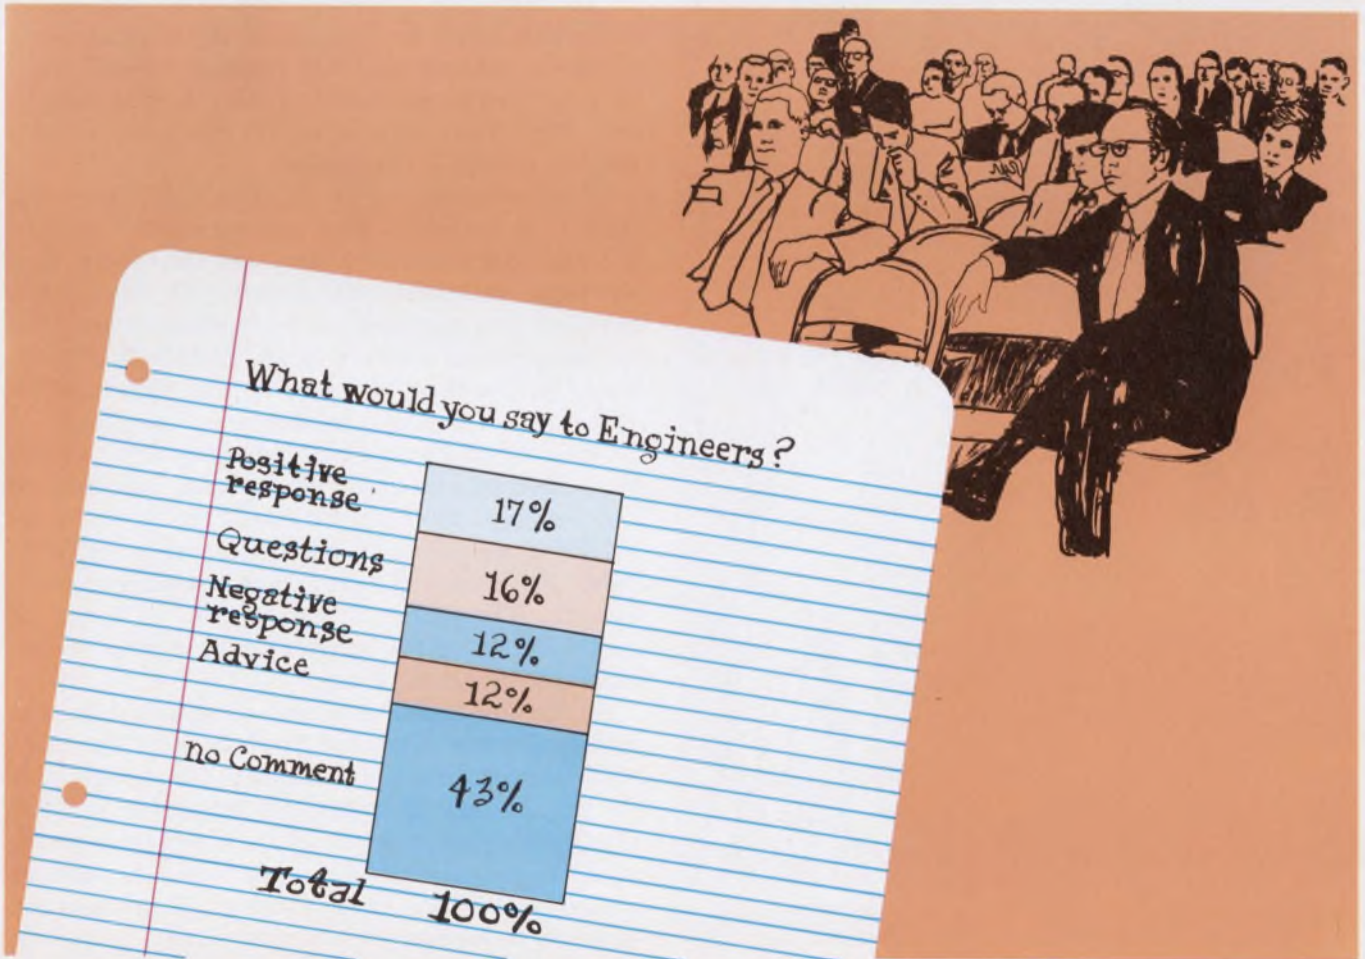 What would you say to Engineers?
Positive
response
17%
Questions
16%
Negative
response
12%
Advice
12%
no Comment
43%
Total 100%